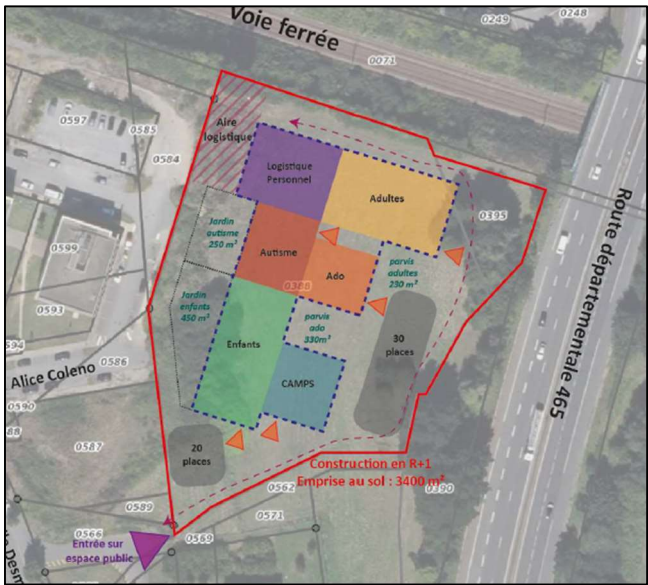 Voie ferrée
0249
0248
0071
0597
0585
0584
Aire
logistique
Logistique
Personnel
Adultes
0395
Route départementale 465
Jardin
autisme
250 m²
Autisme
Ado
parvis
adultes
230 m²
0388
0599
0593
Jardin
enfants
450 m²
parvis
ado
330m²
30
places
Enfants
CAMPS
0586
Alice Coleno
0590
0587
20
places
Construction en R+1
Emprise au sol : 3400 m²
0562
0390
0589
0571
0566
0569
Entrée sur
espace public